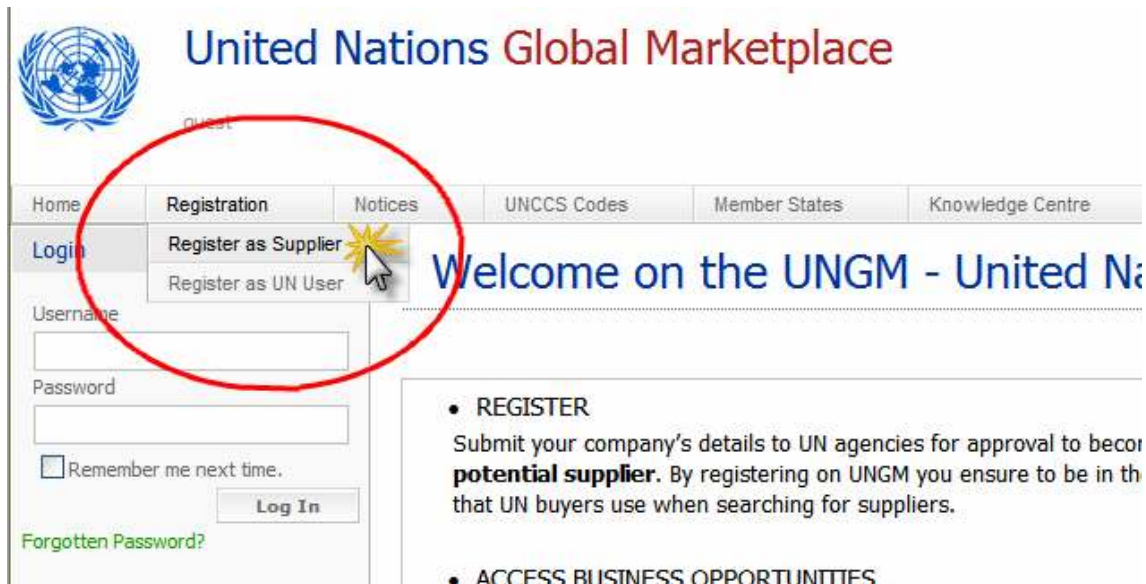 United Nations Global Marketplace
guest
Home Registration Notices UNCCS Codes Member States Knowledge Centre
Register as Supplier
Register as UN User
Login
Username
Password
Remember me next time.
Log In
Forgotten Password?
Welcome on the UNGM - United Na
• REGISTER
Submit your company's details to UN agencies for approval to becor
potential supplier. By registering on UNGM you ensure to be in the
that UN buyers use when searching for suppliers.
• ACCESS BUSINESS OPPORTUNITIES